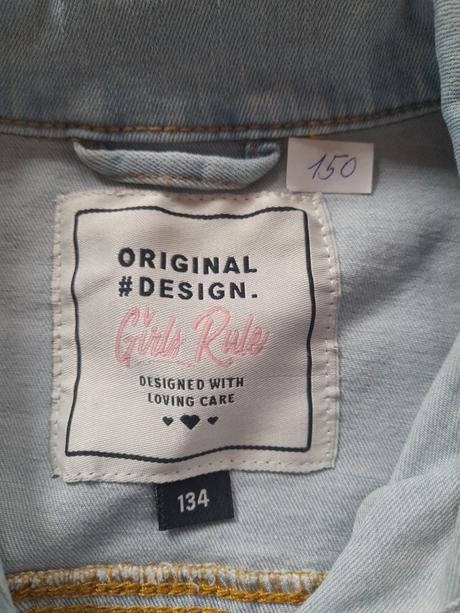 150
ORIGINAL
#DESIGN.
Girls Rule
DESIGNED WITH
LOVING CARE
134